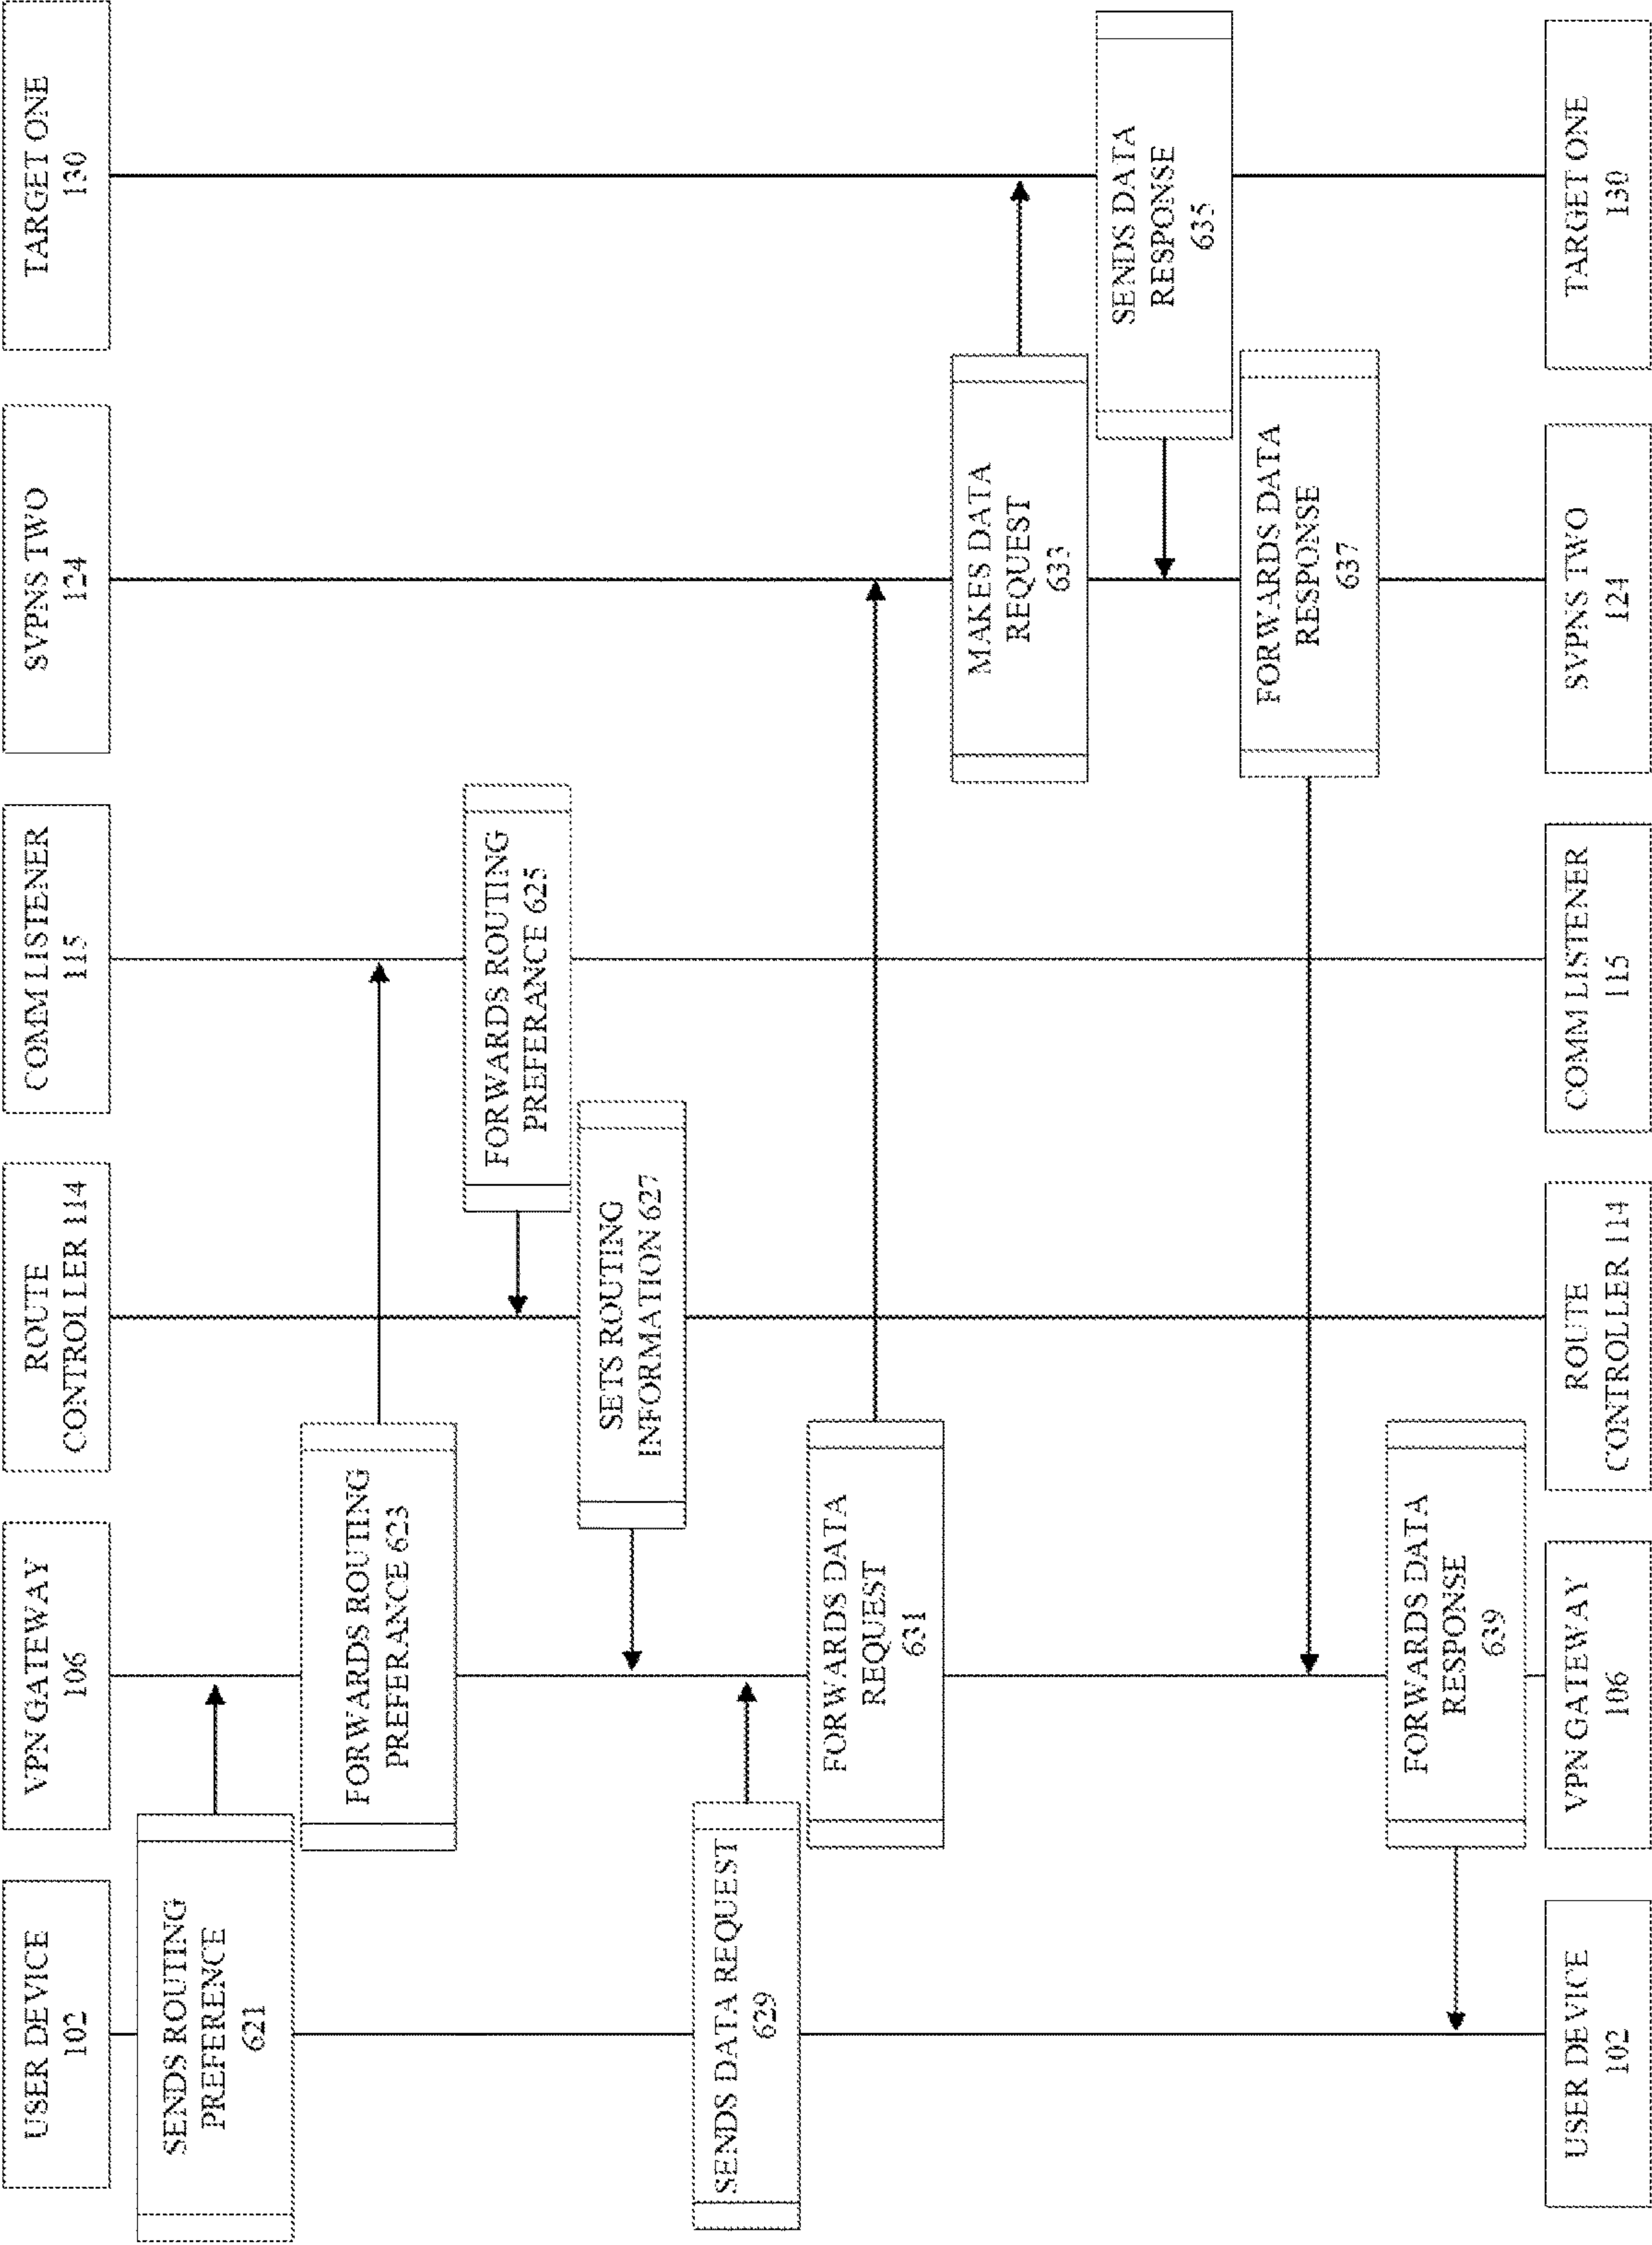 USER DEVICE
102
VPN GATEWAY
106
ROUTE
CONTROLLER 114
COMM LISTENER
115
SVPNS TWO
124
TARGET ONE
130
SENDS ROUTING
PREFERENCE
621
FORWARDS ROUTING
PREFERANCE 623
FORWARDS ROUTING
PREFERANCE 625
SETS ROUTING
INFORMATION 627
SENDS DATA REQUEST
629
FORWARDS DATA
REQUEST
631
MAKES DATA
REQUEST
633
SENDS DATA
RESPONSE
635
FORWARDS DATA
RESPONSE
637
FORWARDS DATA
RESPONSE
639
USER DEVICE
102
VPN GATEWAY
106
ROUTE
CONTROLLER 114
COMM LISTENER
115
SVPNS TWO
124
TARGET ONE
130